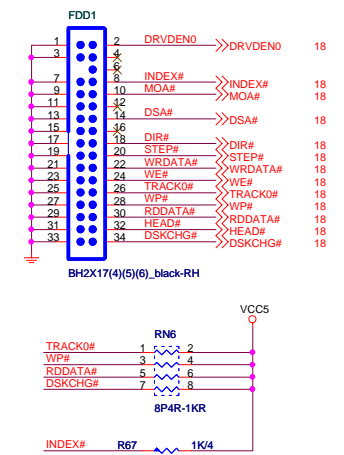 FDD1
1 2 DRVDEN0 DRVDEN0 18
3 4
6
7 8 INDEX# INDEX# 18
9 10 MOA# MOA# 18
11 12
13 14 DSA# DSA# 18
15 16
17 18 DIR# DIR# 18
19 20 STEP# STEP# 18
21 22 WRDATA# WRDATA# 18
23 24 WE# WE# 18
25 26 TRACK0# TRACK0# 18
27 28 WP# WP# 18
29 30 RDDATA# RDDATA# 18
31 32 HEAD# HEAD# 18
33 34 DSKCHG# DSKCHG# 18
BH2X17(4)(5)(6)_black-RH
VCC5
RN6
TRACK0# 1 2
WP# 3 4
RDDATA# 5 6
DSKCHG# 7 8
8P4R-1KR
INDEX# R67 1K/4